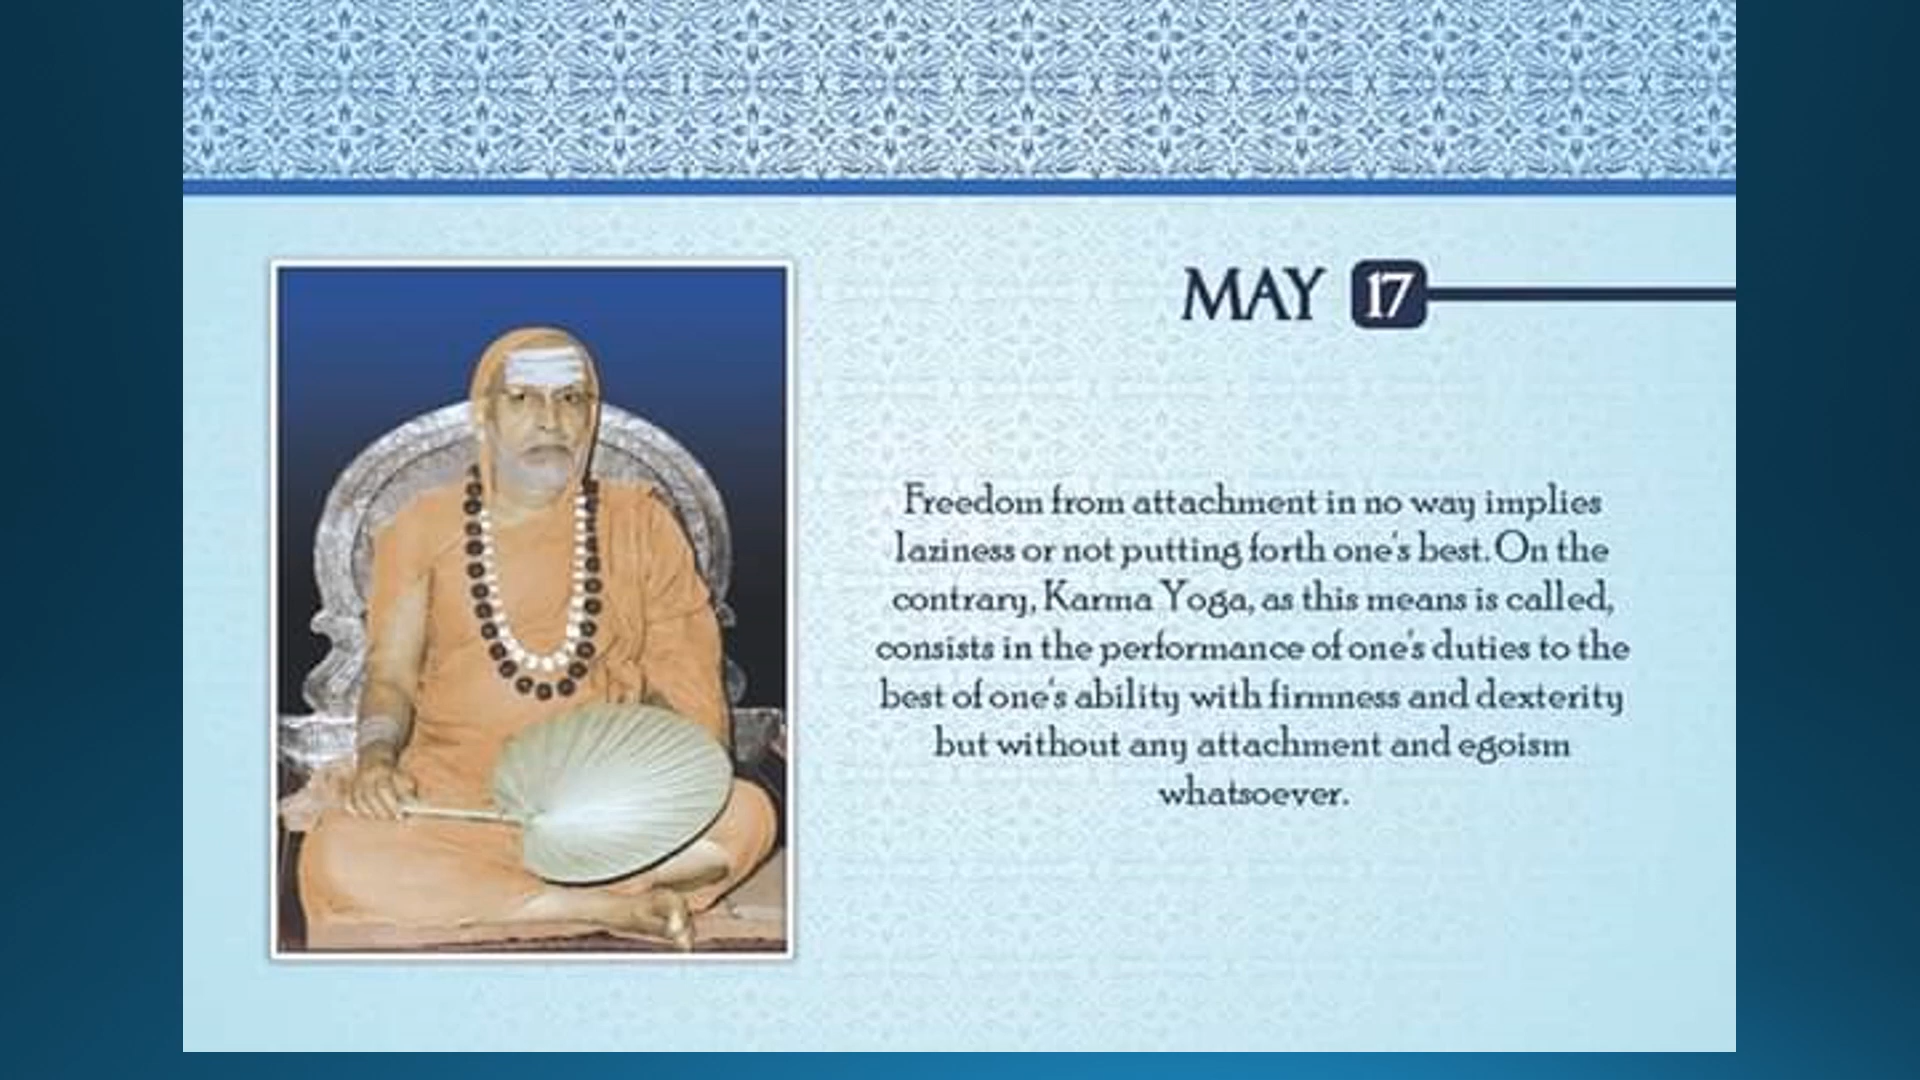 MAY 17
Freedom from attachment in no way implies
laziness or not putting forth one's best. On the
contrary, Karma Yoga, as this means is called,
consists in the performance of one's duties to the
best of one's ability with firmness and dexterity
but without any attachment and egoism
whatsoever.